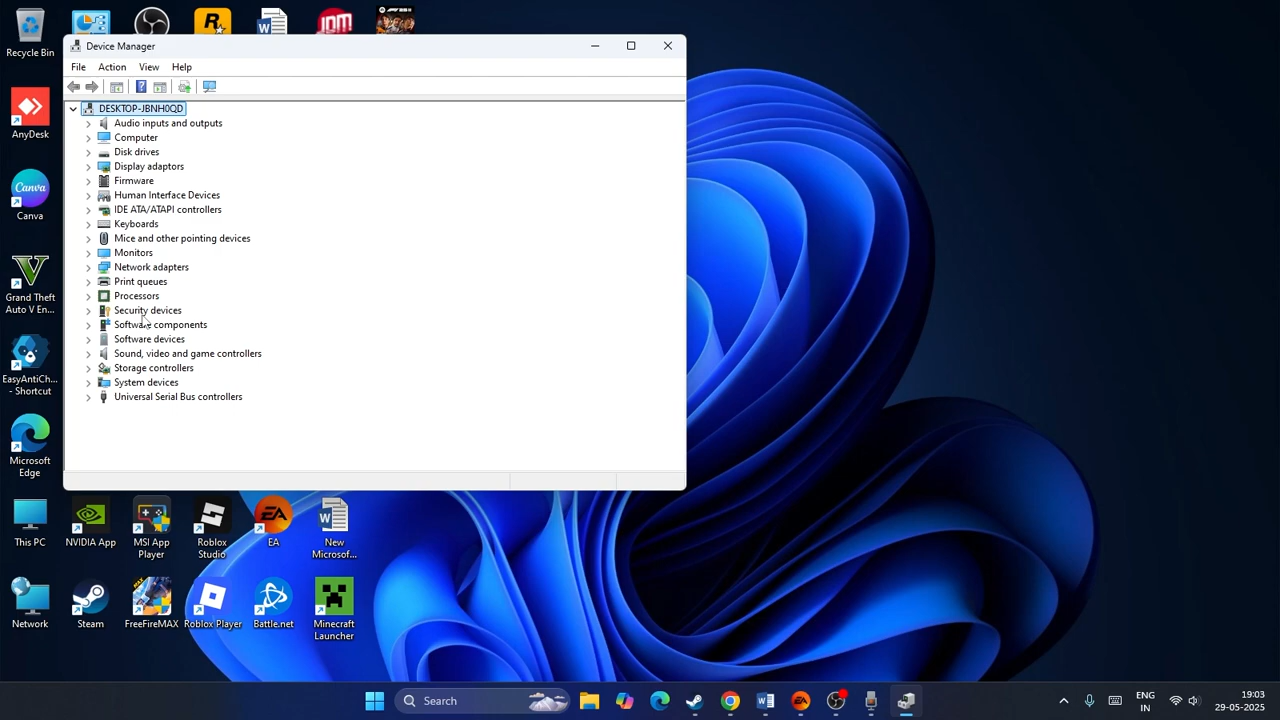 Recycle Bin
Device Manager
File Action View Help
DESKTOP-JBNH0QD
Audio inputs and outputs
Computer
Disk drives
Display adaptors
Firmware
Human Interface Devices
IDE ATA/ATAPI controllers
Keyboards
Mice and other pointing devices
Monitors
Network adapters
Print queues
Processors
Security devices
Software components
Software devices
Sound, video and game controllers
Storage controllers
System devices
Universal Serial Bus controllers
AnyDesk
Canva
Canva
Grand Theft
Auto V En...
EasyAntiCh...
- Shortcut
Microsoft
Edge
This PC
NVIDIA App
MSI App
Player
Roblox
Studio
EA
EA
New
Microsof...
Network
Steam
FreeFireMAX
Roblox Player
Battle.net
Minecraft
Launcher
Search
ENG
IN
19:03
29-05-2025